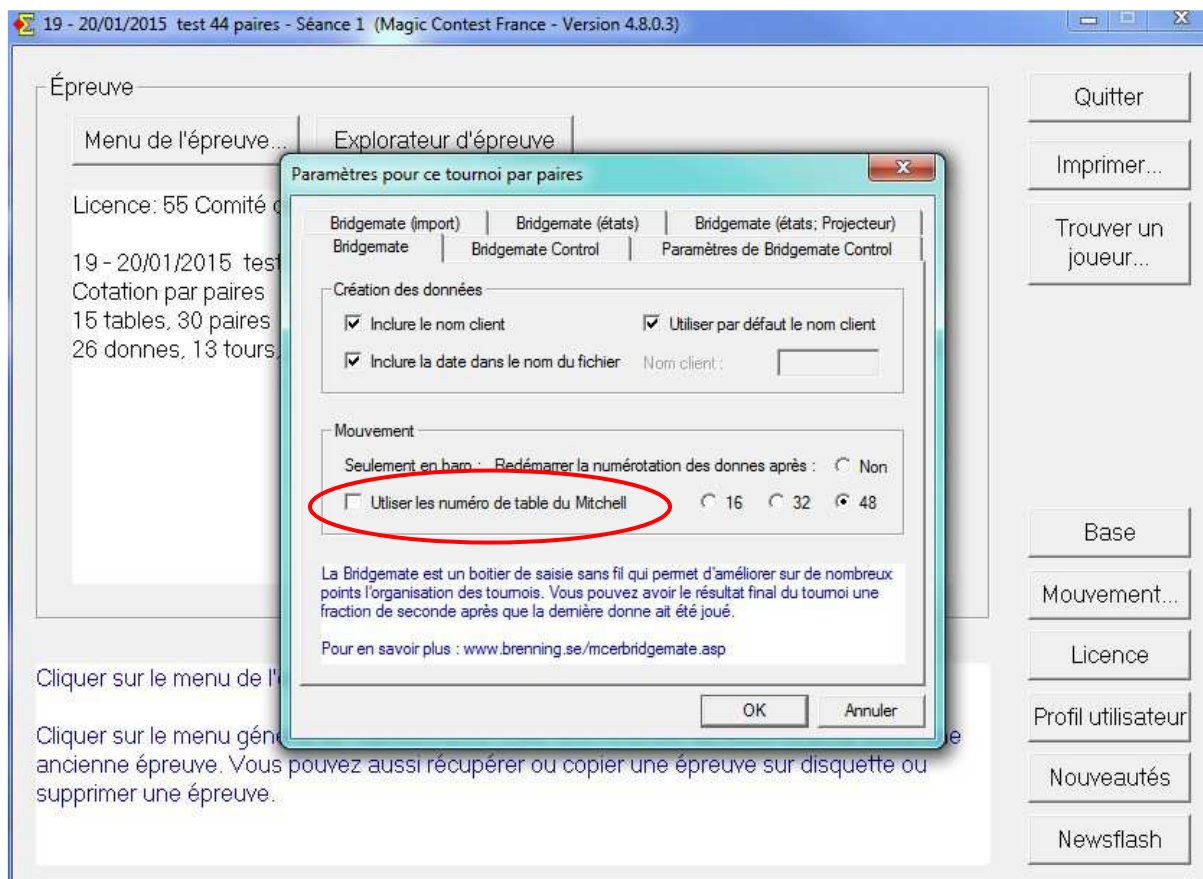 19 - 20/01/2015 test 44 paires - Séance 1 (Magic Contest France - Version 4.8.0.3)
Épreuve
Menu de l'épreuve... Explorateur d'épreuve
Licence: 55 Comité
19 - 20/01/2015 test
Cotation par paires
15 tables, 30 paires
26 donnes, 13 tours,
Paramètres pour ce tournoi par paires
Bridgemate (import) Bridgemate (états) Bridgemate (états; Projecteur)
Bridgemate Bridgemate Control Paramètres de Bridgemate Control
Création des données
Inclure le nom client Utiliser par défaut le nom client
Inclure la date dans le nom du fichier Nom client :
Mouvement
Seulement en baro : Redémarrer la numérotation des donnes après : Non
Utliser les numéro de table du Mitchell 16 32 48
La Bridgemate est un boitier de saisie sans fil qui permet d'améliorer sur de nombreux
points l'organisation des tournois. Vous pouvez avoir le résultat final du tournoi une
fraction de seconde après que la dernière donne ait été joué.
Pour en savoir plus : www.brenning.se/mcerbridgemate.asp
OK Annuler
Cliquer sur le menu de l'
Cliquer sur le menu géné
ancienne épreuve. Vous pouvez aussi récupérer ou copier une épreuve sur disquette ou
supprimer une épreuve.
Quitter
Imprimer...
Trouver un
joueur...
Base
Mouvement...
Licence
Profil utilisateur
Nouveautés
Newsflash